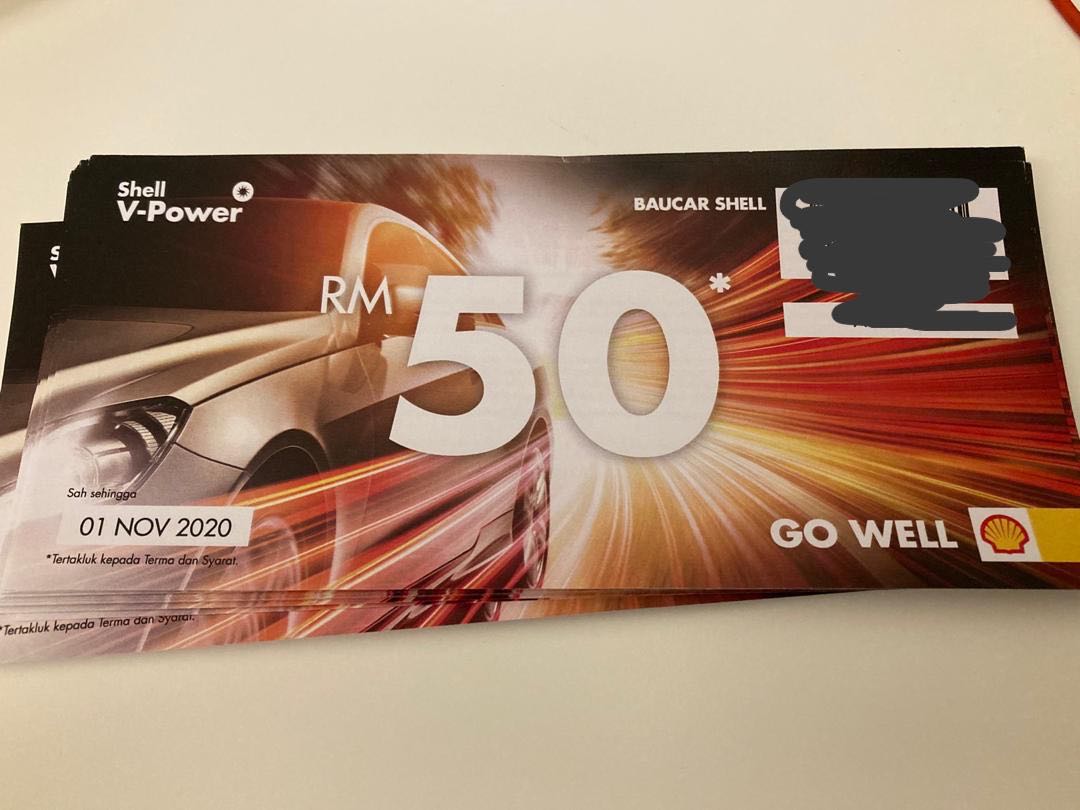 Shell
V-Power
BAUCAR SHELL
RM 50*
Sah sehingga
01 NOV 2020
*Tertakluk kepada Terma dan Syarat.
GO WELL
*Tertakluk kepada Terma dan Syarat.